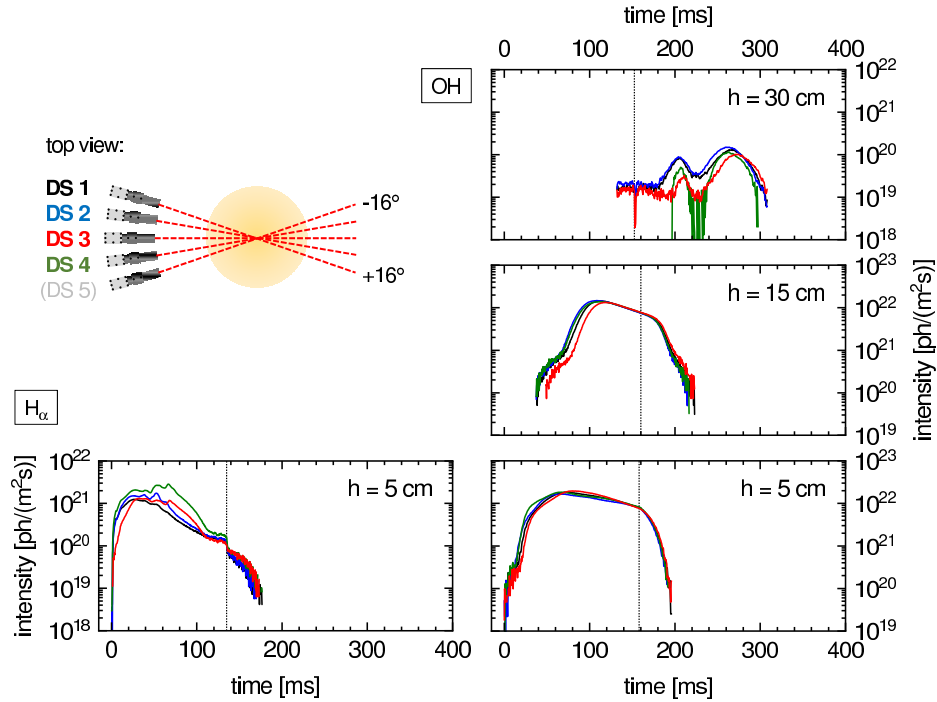 time [ms]
0 100 200 300 400
OH
h = 30 cm
10^22
10^21
10^20
10^19
10^18
top view:
DS 1
DS 2
DS 3
DS 4
(DS 5)
-16°
+16°
h = 15 cm
10^23
10^22
10^21
10^20
10^19
intensity [ph/(m²s)]
Hα
h = 5 cm
10^22
10^21
10^20
10^19
10^18
intensity [ph/(m²s)]
0 100 200 300 400
time [ms]
h = 5 cm
10^23
10^22
10^21
10^20
10^19
0 100 200 300 400
time [ms]